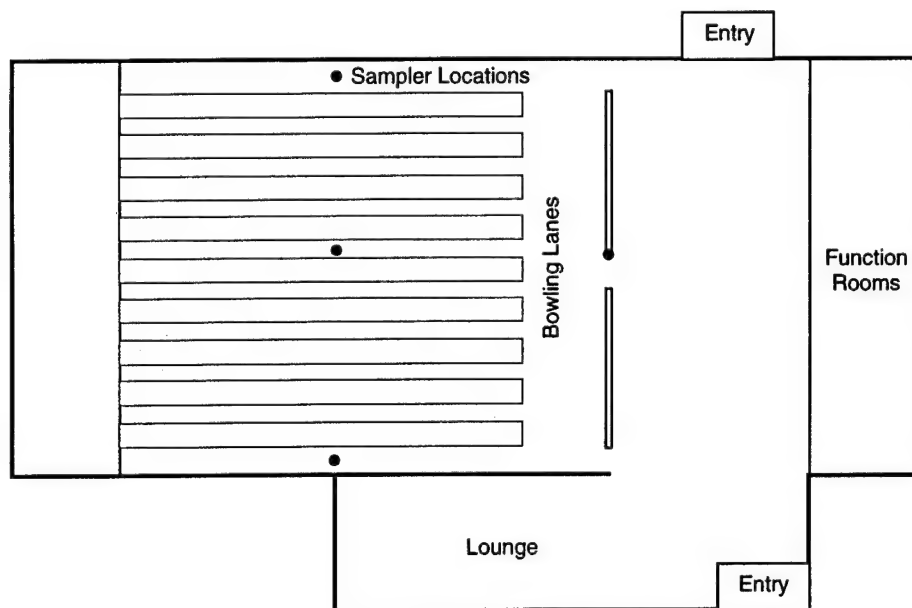 Entry
Sampler Locations
Bowling Lanes
Function
Rooms
Lounge
Entry